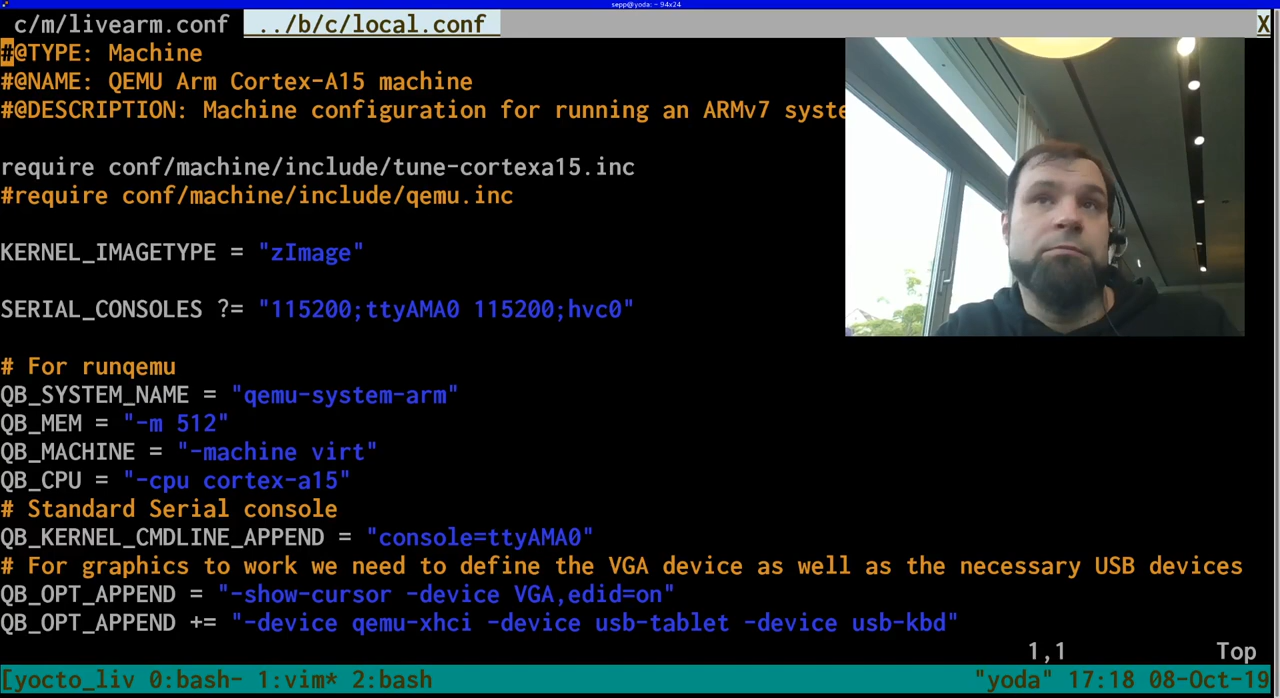 sepp@yoda: ~ 94x24
c/m/livearm.conf ../b/c/local.conf X
#@TYPE: Machine
#@NAME: QEMU Arm Cortex-A15 machine
#@DESCRIPTION: Machine configuration for running an ARMv7 syste
require conf/machine/include/tune-cortexa15.inc
#require conf/machine/include/qemu.inc
KERNEL_IMAGETYPE = "zImage"
SERIAL_CONSOLES ?= "115200;ttyAMA0 115200;hvc0"
# For runqemu
QB_SYSTEM_NAME = "qemu-system-arm"
QB_MEM = "-m 512"
QB_MACHINE = "-machine virt"
QB_CPU = "-cpu cortex-a15"
# Standard Serial console
QB_KERNEL_CMDLINE_APPEND = "console=ttyAMA0"
# For graphics to work we need to define the VGA device as well as the necessary USB devices
QB_OPT_APPEND = "-show-cursor -device VGA,edid=on"
QB_OPT_APPEND += "-device qemu-xhci -device usb-tablet -device usb-kbd"
1,1 Top
[yocto_liv 0:bash- 1:vim* 2:bash "yoda" 17:18 08-Oct-19